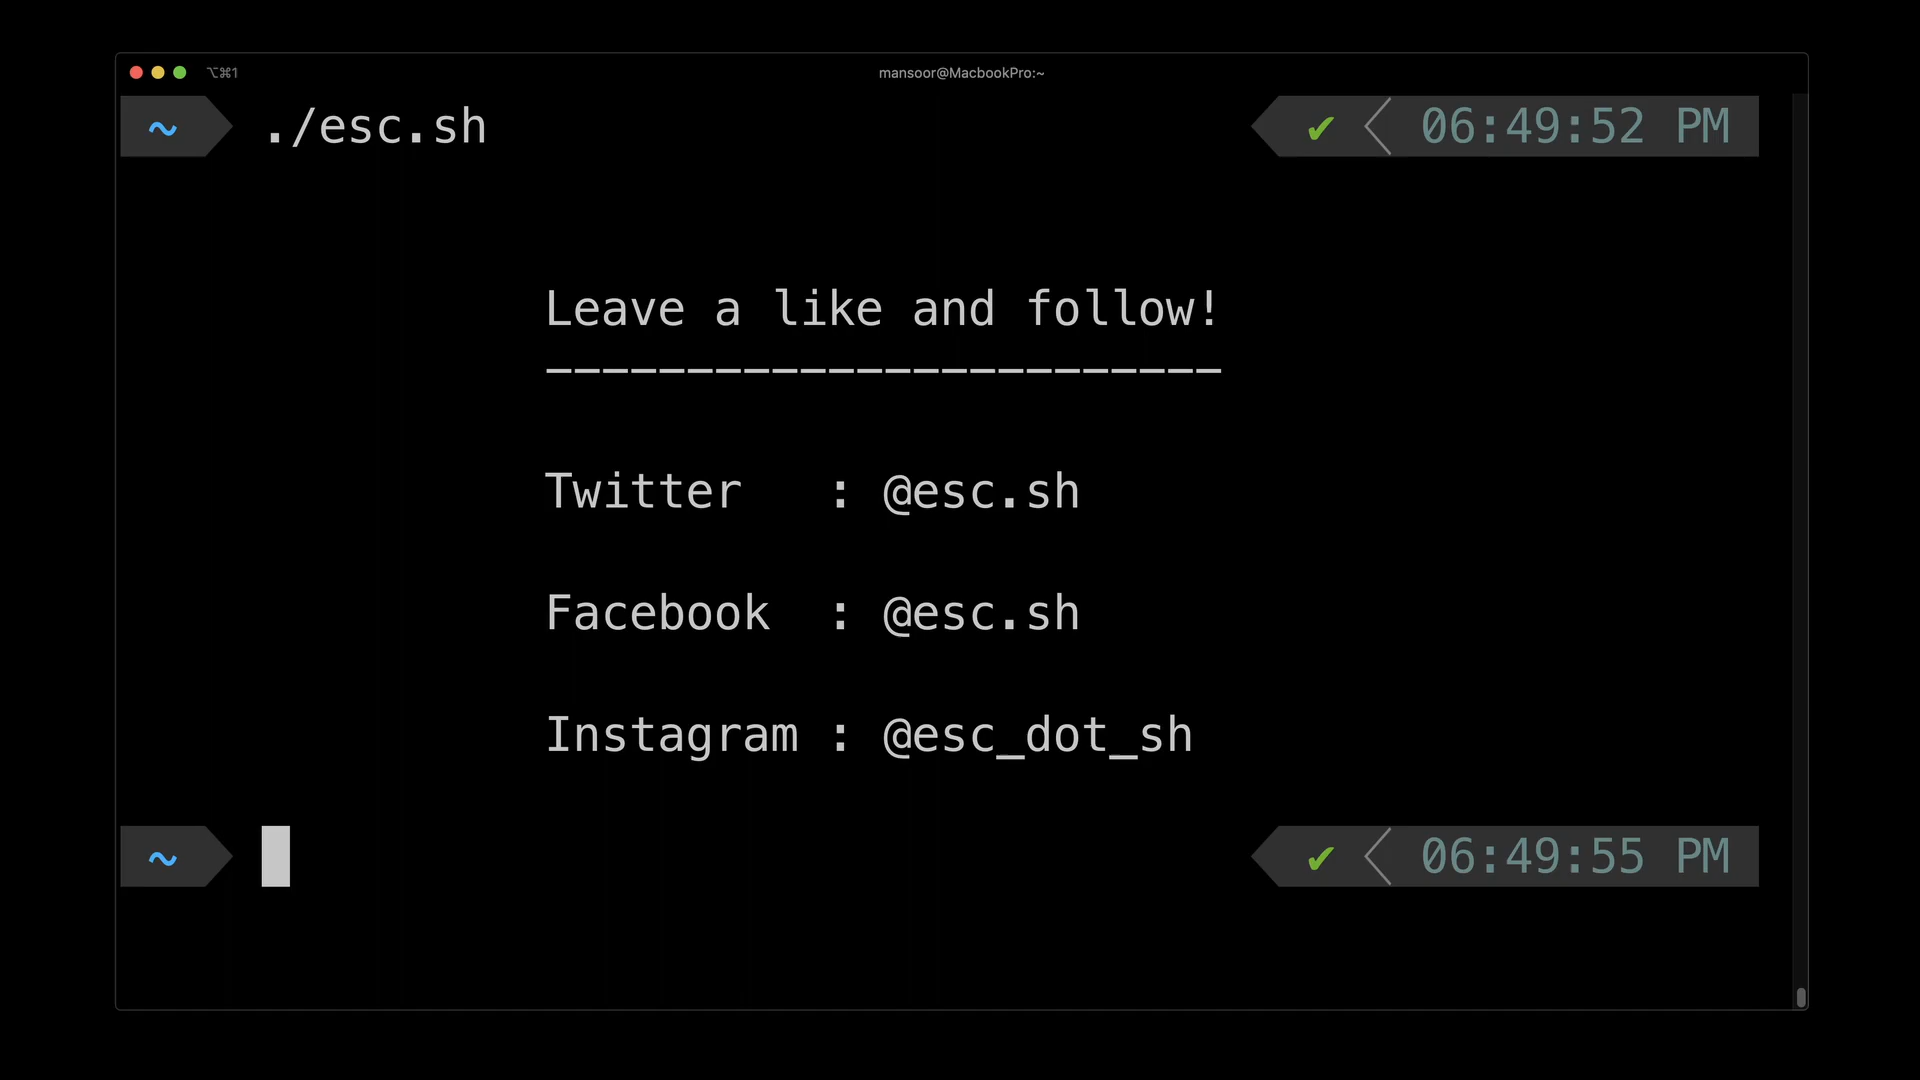 ⌥⌘1 mansoor@MacbookPro:~
~ ./esc.sh ✔ 06:49:52 PM
Leave a like and follow!
------------------------
Twitter   : @esc.sh
Facebook  : @esc.sh
Instagram : @esc_dot_sh
~ ✔ 06:49:55 PM